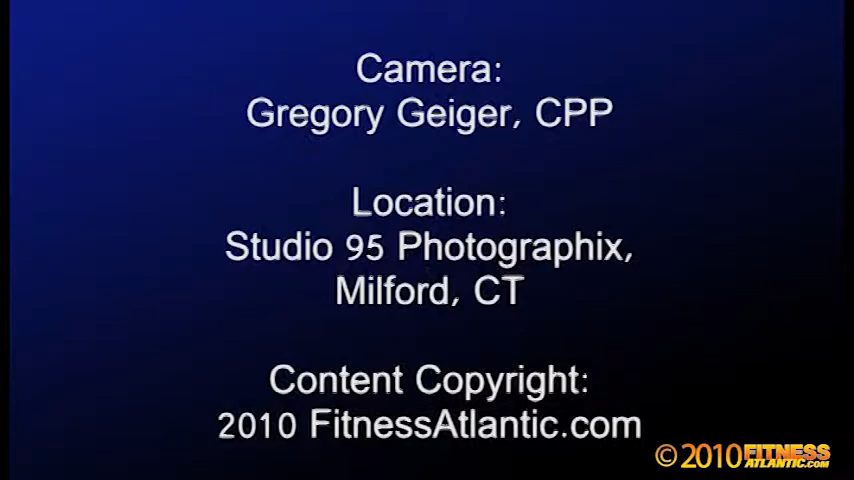 Camera:
Gregory Geiger, CPP
Location:
Studio 95 Photographix,
Milford, CT
Content Copyright:
2010 FitnessAtlantic.com
© 2010 FITNESS
ATLANTIC.COM